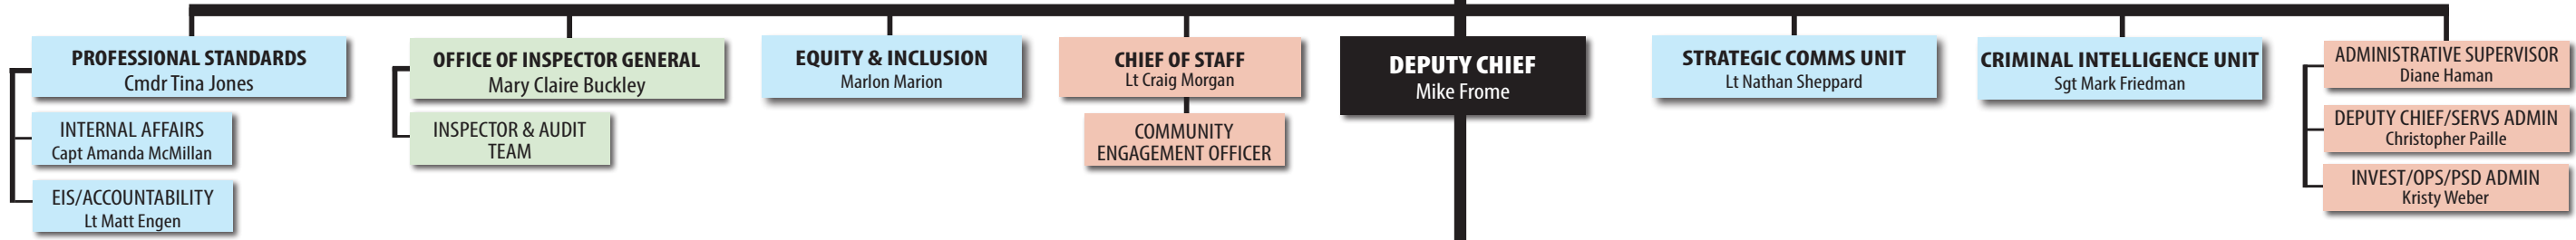 PROFESSIONAL STANDARDS
Cmdr Tina Jones
INTERNAL AFFAIRS
Capt Amanda McMillan
EIS/ACCOUNTABILITY
Lt Matt Engen
OFFICE OF INSPECTOR GENERAL
Mary Claire Buckley
INSPECTOR & AUDIT
TEAM
EQUITY & INCLUSION
Marlon Marion
CHIEF OF STAFF
Lt Craig Morgan
COMMUNITY
ENGAGEMENT OFFICER
DEPUTY CHIEF
Mike Frome
STRATEGIC COMMS UNIT
Lt Nathan Sheppard
CRIMINAL INTELLIGENCE UNIT
Sgt Mark Friedman
ADMINISTRATIVE SUPERVISOR
Diane Haman
DEPUTY CHIEF/SERVS ADMIN
Christopher Paille
INVEST/OPS/PSD ADMIN
Kristy Weber